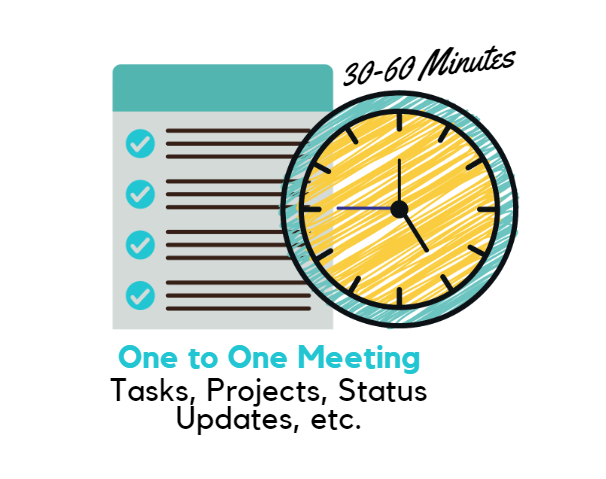 30-60 Minutes
One to One Meeting
Tasks, Projects, Status
Updates, etc.